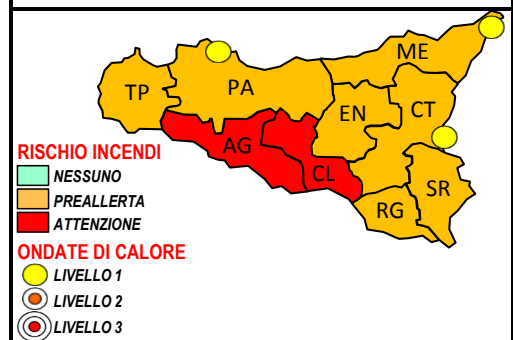 ME
TP
PA
EN
CT
AG
CL
SR
RG
RISCHIO INCENDI
NESSUNO
PREALLERTA
ATTENZIONE
ONDATE DI CALORE
LIVELLO 1
LIVELLO 2
LIVELLO 3